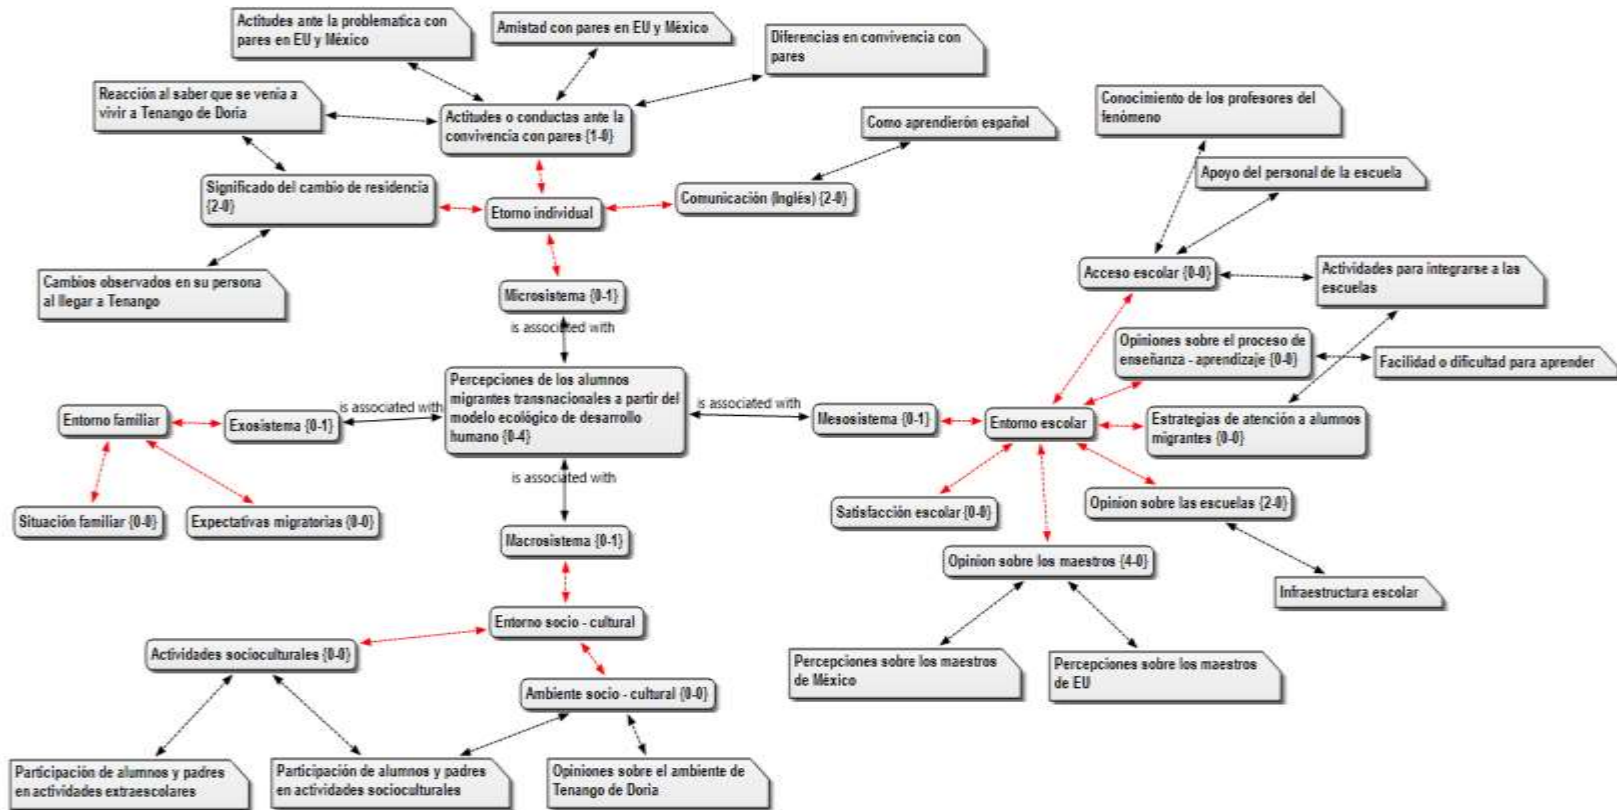 Actitudes ante la problematica con
pares en EU y México
Amistad con pares en EU y México
Diferencias en convivencia con
pares
Reacción al saber que se venia a
vivir a Tenango de Doria
Actitudes o conductas ante la
convivencia con pares {1-0}
Como aprendierón español
Conocimiento de los profesores del
fenómeno
Apoyo del personal de la escuela
Significado del cambio de residencia
{2-0}
Etorno individual
Comunicación (Inglés) {2-0}
Cambios observados en su persona
al llegar a Tenango
Acceso escolar {0-0}
Actividades para integrarse a las
escuelas
Microsistema {0-1}
is associated with
Opiniones sobre el proceso de
enseñanza - aprendizaje {0-0}
Facilidad o dificultad para aprender
Percepciones de los alumnos
migrantes transnacionales a partir del
modelo ecológico de desarrollo
humano {0-4}
is associated with
is associated with
Entorno familiar
Exosistema {0-1}
Mesosistema {0-1}
Entorno escolar
Estrategias de atención a alumnos
migrantes {0-0}
is associated with
Situación familiar {0-0}
Expectativas migratorias {0-0}
Satisfacción escolar {0-0}
Opinion sobre las escuelas {2-0}
Macrosistema {0-1}
Opinion sobre los maestros {4-0}
Infraestructura escolar
Entorno socio - cultural
Actividades socioculturales {0-0}
Percepciones sobre los maestros
de México
Percepciones sobre los maestros
de EU
Ambiente socio - cultural {0-0}
Participación de alumnos y padres
en actividades extraescolares
Participación de alumnos y padres
en actividades socioculturales
Opiniones sobre el ambiente de
Tenango de Doria